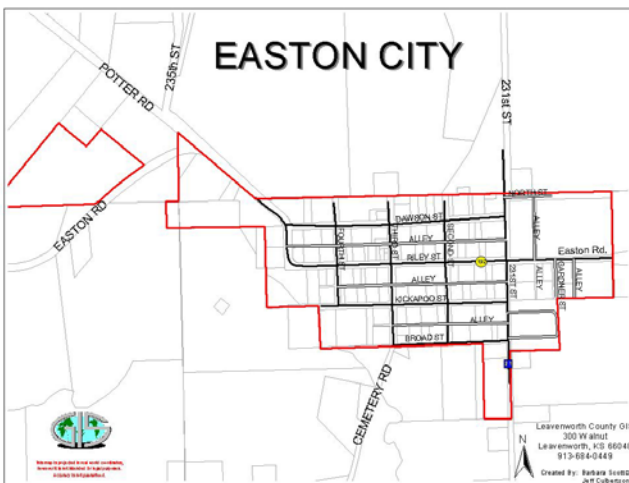 EASTON CITY
POTTER RD
235th ST
231st ST
EASTON RD
NORTH ST
DAWSON ST
ALLEY
ALLEY
FOURTH ST
THIRD ST
SECOND ST
RILEY ST
Easton Rd.
ALLEY
231ST ST
ALLEY
GARDNER ST
ALLEY
KICKAPOO ST
ALLEY
BROAD ST
CEMETERY RD
GIS
N
Leavenworth County GI
300 Walnut
Leavenworth, KS 6604
913-684-0449
Created By: Barbara
Jeff Culbertson